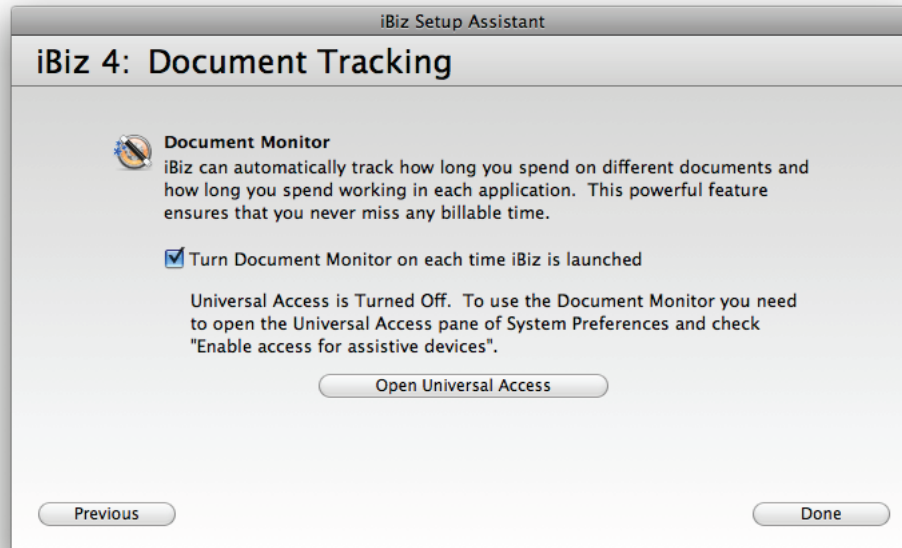 iBiz Setup Assistant
iBiz 4: Document Tracking
Document Monitor
iBiz can automatically track how long you spend on different documents and
how long you spend working in each application. This powerful feature
ensures that you never miss any billable time.
Turn Document Monitor on each time iBiz is launched
Universal Access is Turned Off. To use the Document Monitor you need
to open the Universal Access pane of System Preferences and check
"Enable access for assistive devices".
Open Universal Access
Previous
Done